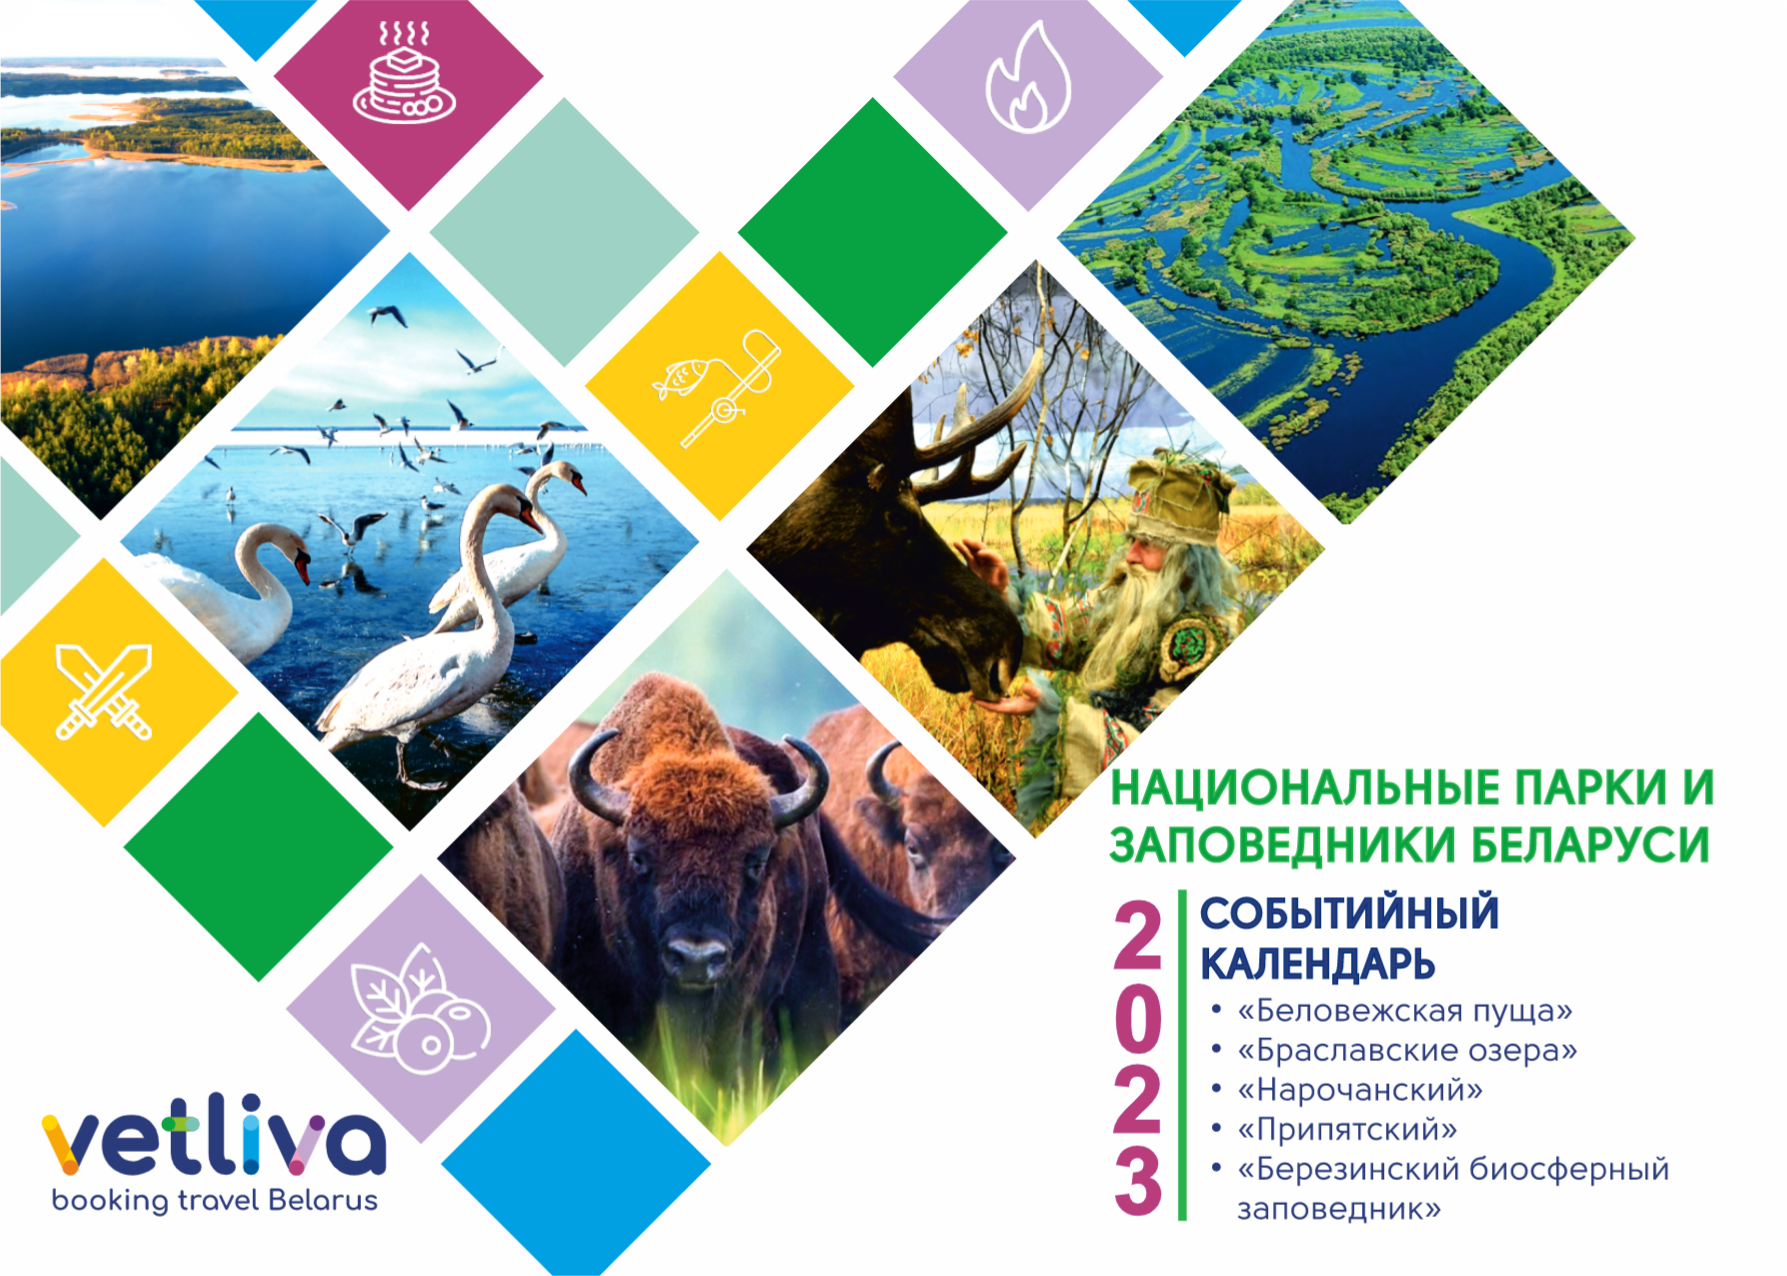 НАЦИОНАЛЬНЫЕ ПАРКИ И
ЗАПОВЕДНИКИ БЕЛАРУСИ
2023
СОБЫТИЙНЫЙ
КАЛЕНДАРЬ
• «Беловежская пуща»
• «Браславские озера»
• «Нарочанский»
• «Припятский»
• «Березинский биосферный
заповедник»
vetliva
booking travel Belarus